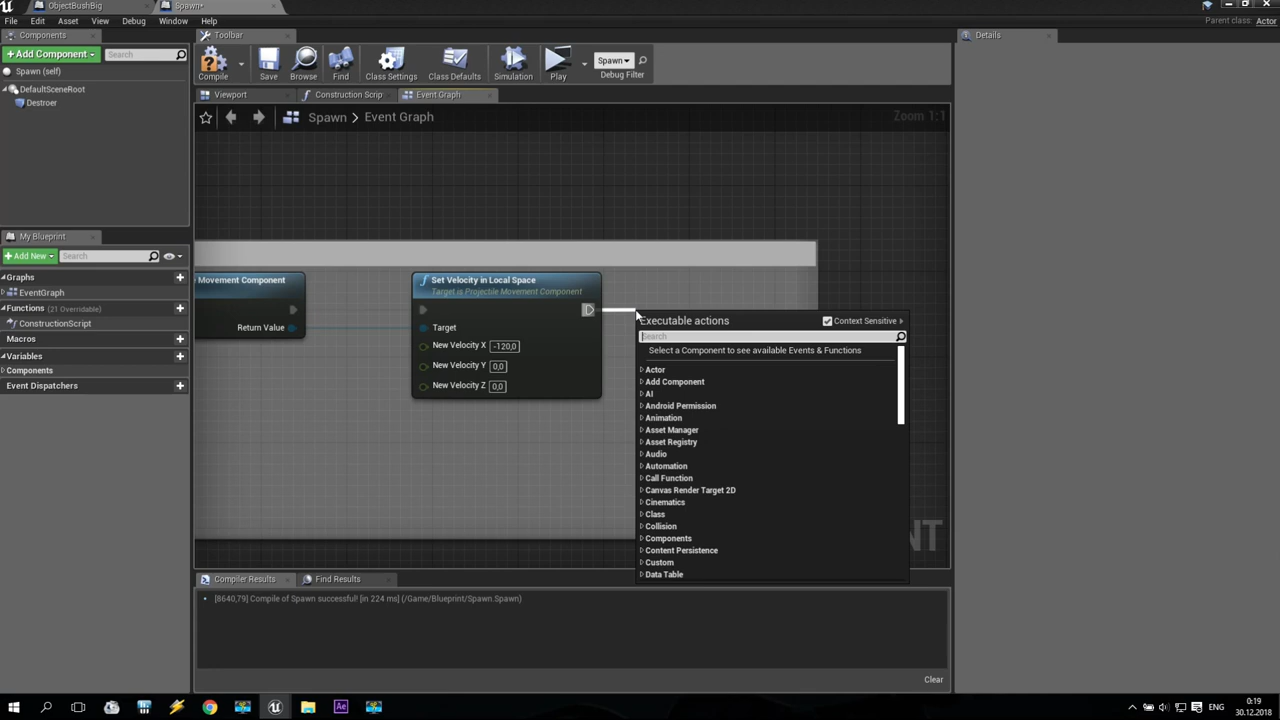 ObjectBushBig
Spawn*
File Edit Asset View Debug Window Help
Parent class: Actor
Components
Toolbar
Details
+Add Component
Search
Compile
Save
Browse
Find
Class Settings
Class Defaults
Simulation
Play
Spawn
Debug Filter
Spawn (self)
DefaultSceneRoot
Destroer
Viewport
Construction Scrip
Event Graph
Spawn > Event Graph
Zoom 1:1
My Blueprint
+Add New
Search
Graphs
EventGraph
Functions (21 Overridable)
ConstructionScript
Macros
Variables
Components
Event Dispatchers
Movement Component
Return Value
Set Velocity in Local Space
Target is Projectile Movement Component
Target
New Velocity X -120,0
New Velocity Y 0,0
New Velocity Z 0,0
Executable actions
Context Sensitive
Search
Select a Component to see available Events & Functions
Actor
Add Component
AI
Android Permission
Animation
Asset Manager
Asset Registry
Audio
Automation
Call Function
Canvas Render Target 2D
Cinematics
Class
Collision
Components
Content Persistence
Custom
Data Table
NT
Compiler Results
Find Results
[8640,79] Compile of Spawn successful! [in 224 ms] (/Game/Blueprint/Spawn.Spawn)
Clear
ENG
0:19
30.12.2018